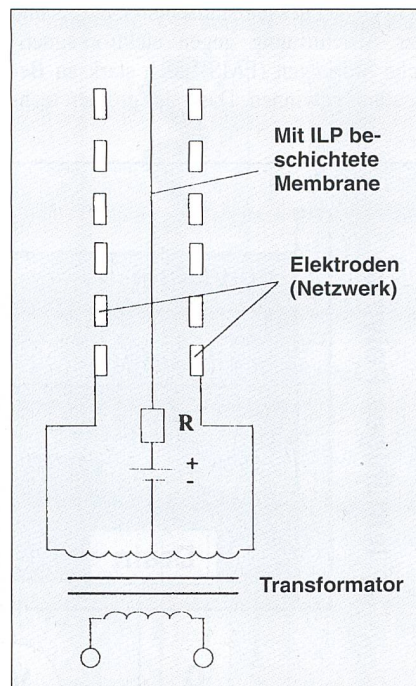 Mit ILP be-
schichtete
Membrane
Elektroden
(Netzwerk)
R
+
-
Transformator